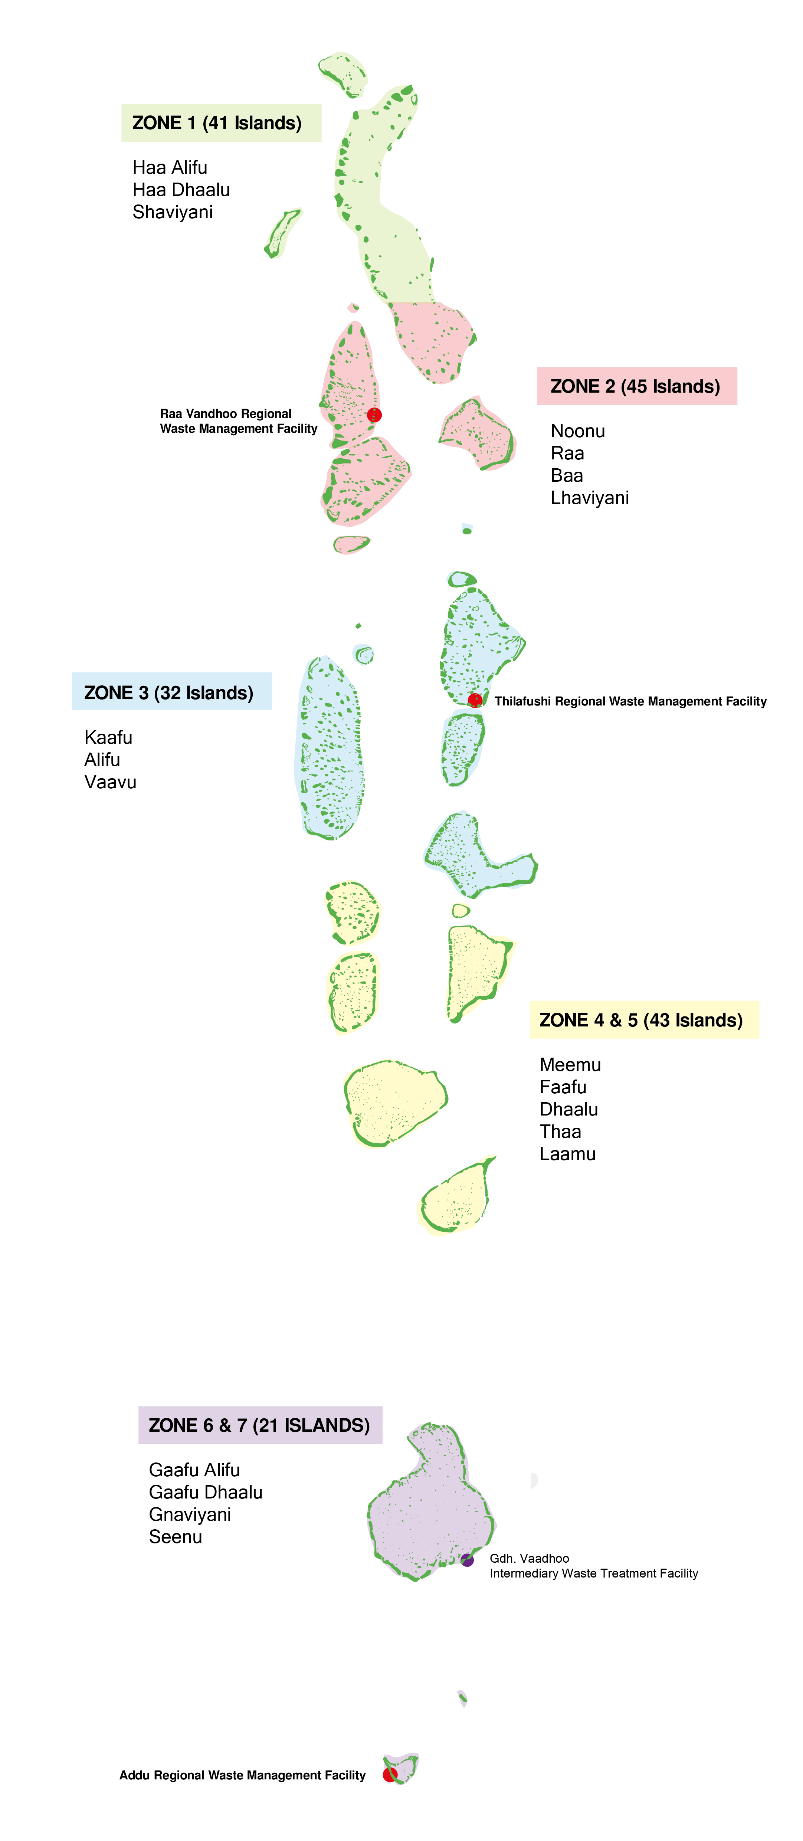 ZONE 1 (41 Islands)
Haa Alifu
Haa Dhaalu
Shaviyani
ZONE 2 (45 Islands)
Noonu
Raa
Baa
Lhaviyani
Raa Vandhoo Regional
Waste Management Facility
ZONE 3 (32 Islands)
Kaafu
Alifu
Vaavu
Thilafushi Regional Waste Management Facility
ZONE 4 & 5 (43 Islands)
Meemu
Faafu
Dhaalu
Thaa
Laamu
ZONE 6 & 7 (21 ISLANDS)
Gaafu Alifu
Gaafu Dhaalu
Gnaviyani
Seenu
Gdh. Vaadhoo
Intermediary Waste Treatment Facility
Addu Regional Waste Management Facility